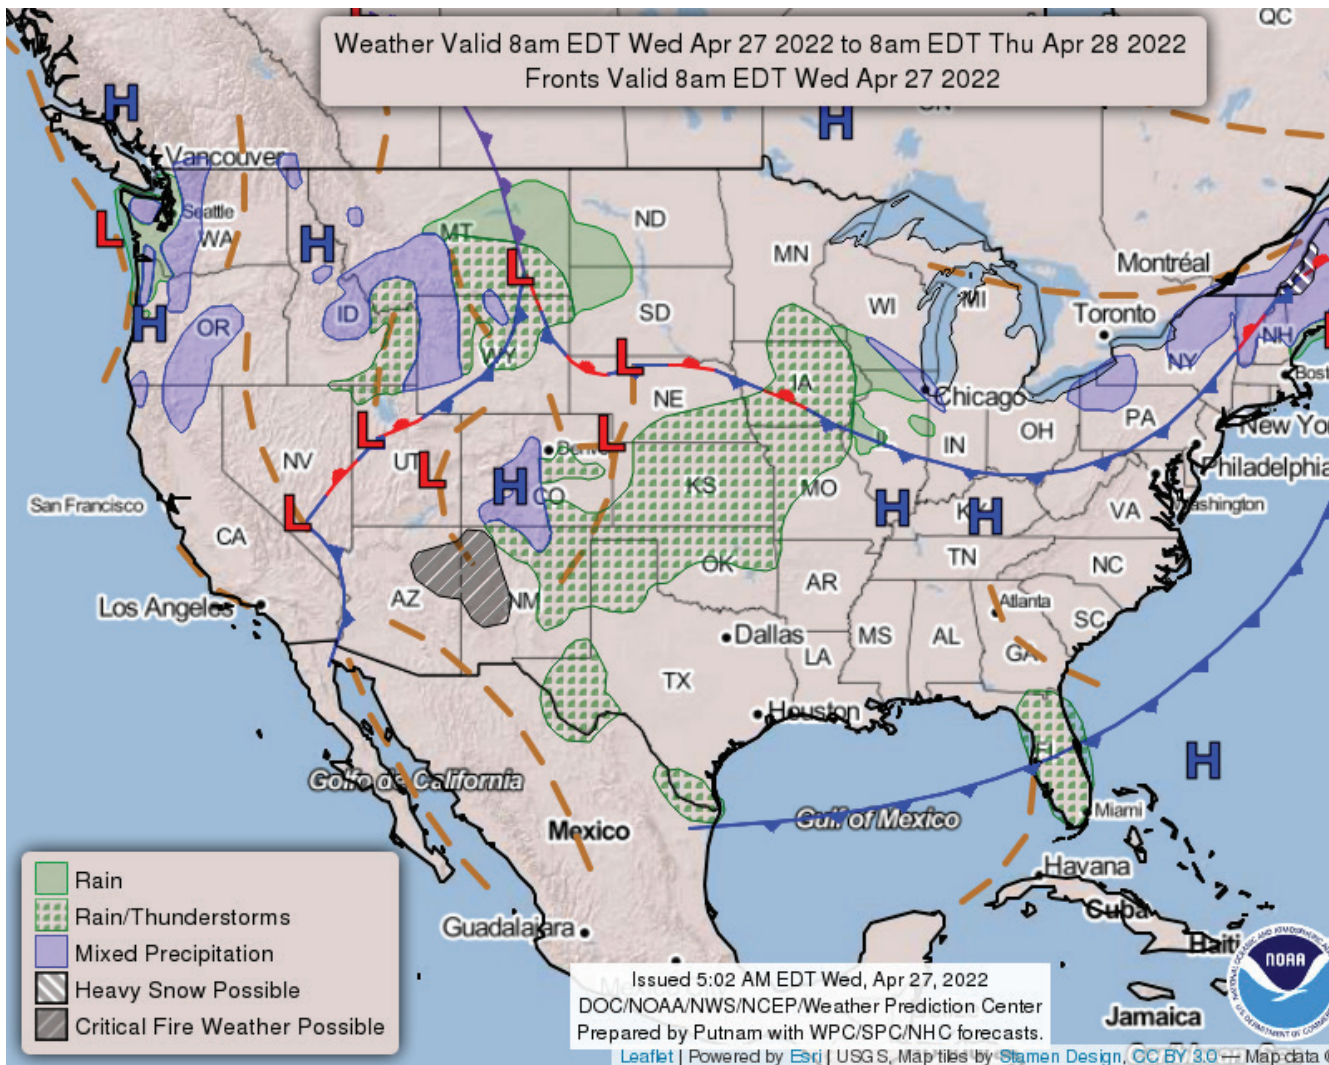 QC
Weather Valid 8am EDT Wed Apr 27 2022 to 8am EDT Thu Apr 28 2022
Fronts Valid 8am EDT Wed Apr 27 2022
H
H
ON
Vancouver
Seattle
WA
L
H
MT
ND
MN
Montréal
L
H
OR
ID
SD
WI
MI
Toronto
NH
WY
NY
L
NE
IA
Chicago
PA
New Yo
L
UT
L
L
NV
Denv
IL
IN
OH
Philadelphia
San Francisco
L
CA
H
CO
KS
MO
H
KY
H
VA
Washington
OK
TN
NC
Los Angeles
AZ
NM
AR
Atlanta
SC
Dallas
MS
AL
GA
LA
TX
Houston
FL
H
Golfo de California
Gulf of Mexico
Miami
Mexico
Havana
Cuba
Haiti
Guadalajara
Jamaica
Rain
Rain/Thunderstorms
Mixed Precipitation
Heavy Snow Possible
Critical Fire Weather Possible
NOAA
Issued 5:02 AM EDT Wed, Apr 27, 2022
DOC/NOAA/NWS/NCEP/Weather Prediction Center
Prepared by Putnam with WPC/SPC/NHC forecasts.
Leaflet | Powered by Esri | USGS, Map tiles by Stamen Design, CC BY 3.0 — Map data ©